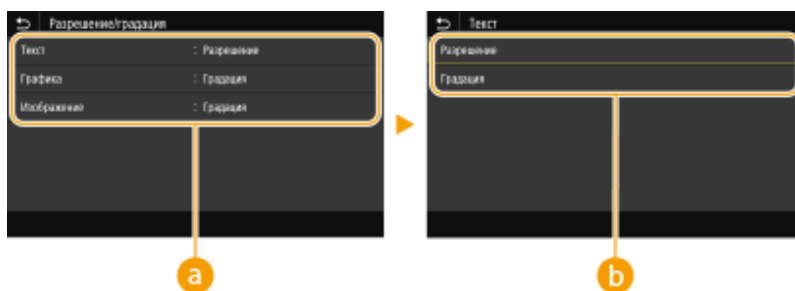 Разрешение/градация
Текст : Разрешение
Графика : Градация
Изображение : Градация
a
Текст
Разрешение
Градация
b